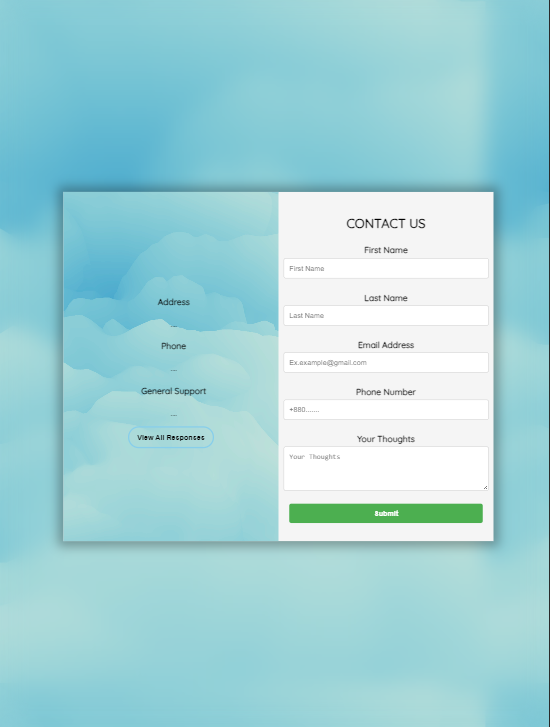 Address
....
Phone
....
General Support
....
View All Responses
CONTACT US
First Name
First Name
Last Name
Last Name
Email Address
Ex.example@gmail.com
Phone Number
+880.......
Your Thoughts
Your Thoughts
Submit